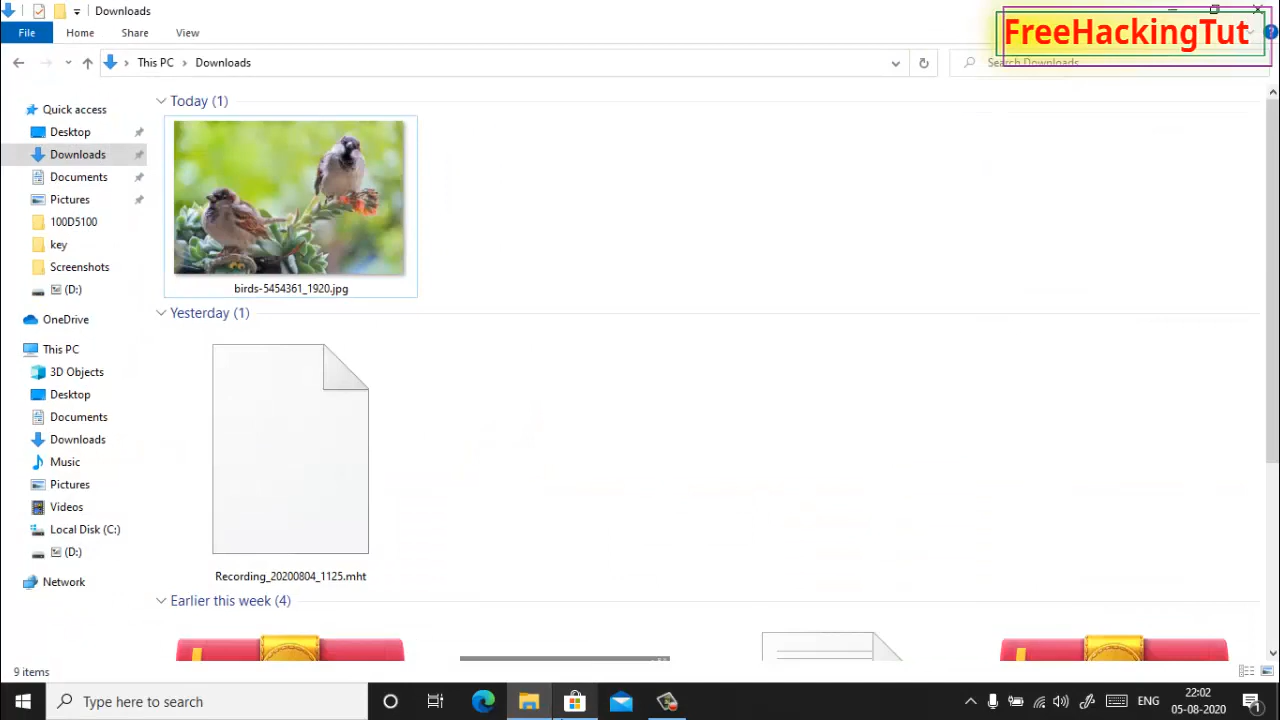 Downloads
FreeHackingTut
File Home Share View
This PC > Downloads
Search Downloads
Quick access
Desktop
Downloads
Documents
Pictures
100D5100
key
Screenshots
(D:)
OneDrive
This PC
3D Objects
Desktop
Documents
Downloads
Music
Pictures
Videos
Local Disk (C:)
(D:)
Network
Today (1)
birds-5454361_1920.jpg
Yesterday (1)
Recording_20200804_1125.mht
Earlier this week (4)
9 items
Type here to search
ENG
22:02
05-08-2020
1